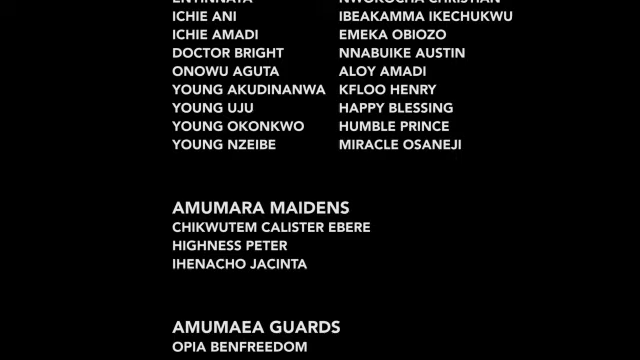 ICHIE ANI IBEAKAMMA IKECHUKWU
ICHIE AMADI EMEKA OBIOZO
DOCTOR BRIGHT NNABUIKE AUSTIN
ONOWU AGUTA ALOY AMADI
YOUNG AKUDINANWA KFLOO HENRY
YOUNG UJU HAPPY BLESSING
YOUNG OKONKWO HUMBLE PRINCE
YOUNG NZEIBE MIRACLE OSANEJI
AMUMARA MAIDENS
CHIKWUTEM CALISTER EBERE
HIGHNESS PETER
IHENACHO JACINTA
AMUMAEA GUARDS
OPIA BENFREEDOM